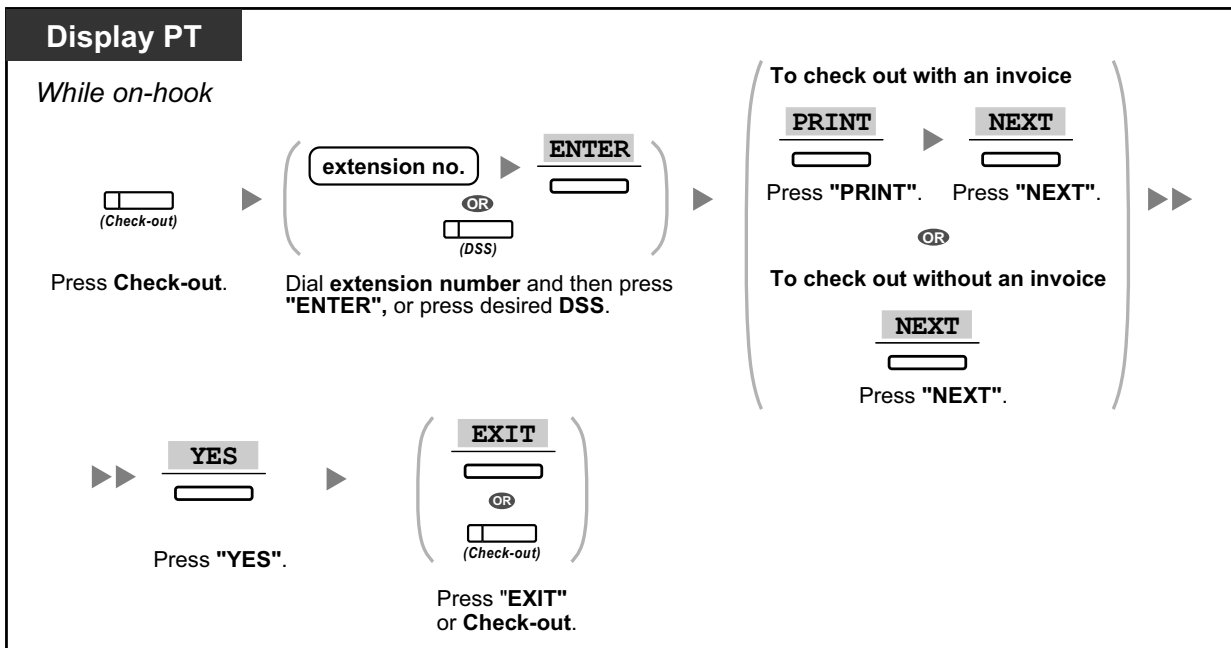 Display PT
While on-hook
(Check-out)
Press Check-out.
extension no.
ENTER
OR
(DSS)
Dial extension number and then press
"ENTER", or press desired DSS.
To check out with an invoice
PRINT
NEXT
Press "PRINT".
Press "NEXT".
OR
To check out without an invoice
NEXT
Press "NEXT".
YES
Press "YES".
EXIT
OR
(Check-out)
Press "EXIT"
or Check-out.